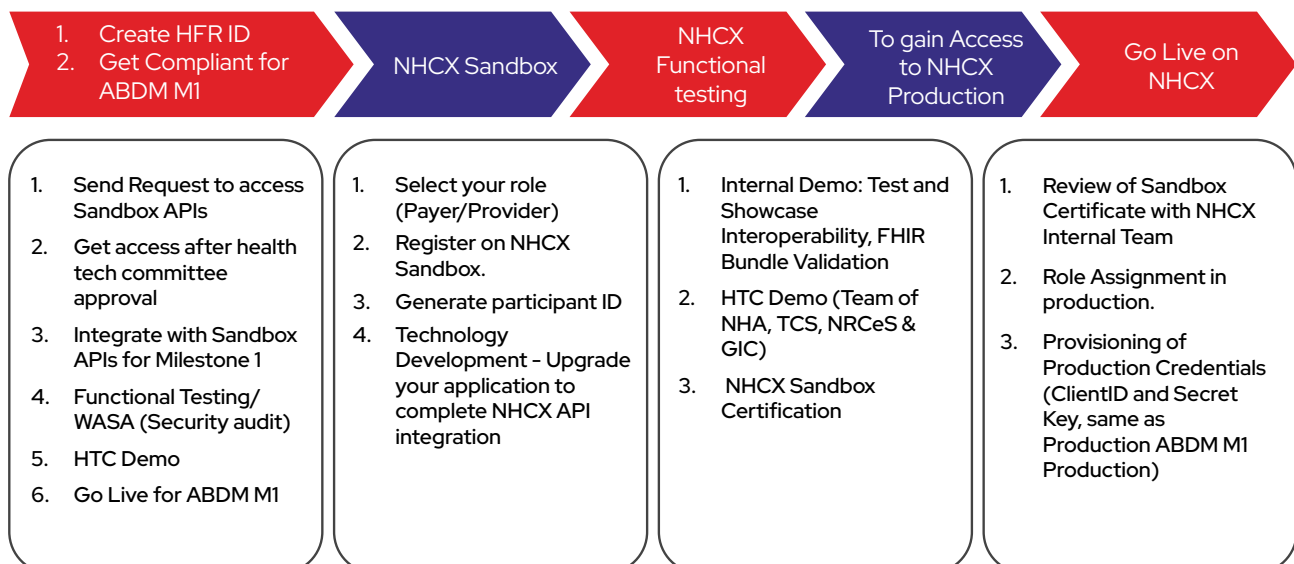 1. Create HFR ID
2. Get Compliant for
ABDM M1
NHCX Sandbox
NHCX
Functional
testing
To gain Access
to NHCX
Production
Go Live on
NHCX
1. Send Request to access
Sandbox APIs
2. Get access after health
tech committee
approval
3. Integrate with Sandbox
APIs for Milestone 1
4. Functional Testing/
WASA (Security audit)
5. HTC Demo
6. Go Live for ABDM M1
1. Select your role
(Payer/Provider)
2. Register on NHCX
Sandbox.
3. Generate participant ID
4. Technology
Development - Upgrade
your application to
complete NHCX API
integration
1. Internal Demo: Test and
Showcase
Interoperability, FHIR
Bundle Validation
2. HTC Demo (Team of
NHA, TCS, NRCeS &
GIC)
3. NHCX Sandbox
Certification
1. Review of Sandbox
Certificate with NHCX
Internal Team
2. Role Assignment in
production.
3. Provisioning of
Production Credentials
(ClientID and Secret
Key, same as
Production ABDM M1
Production)